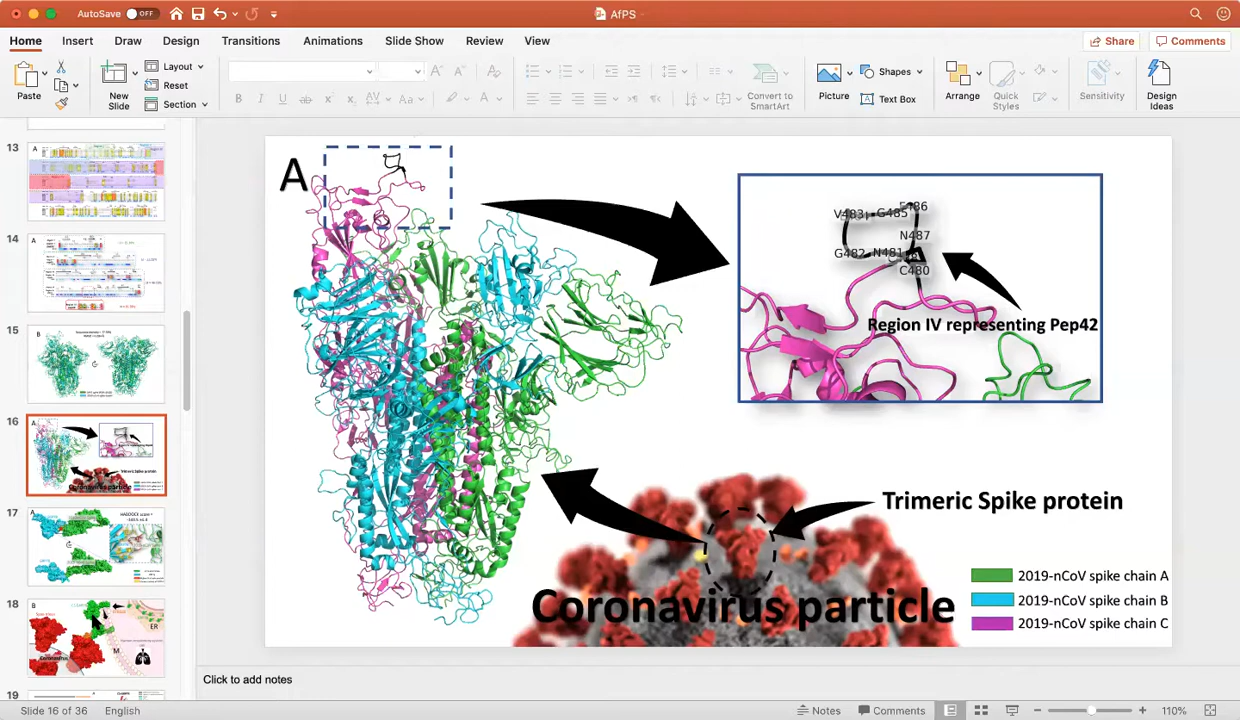 AutoSave OFF
AfPS
Home Insert Draw Design Transitions Animations Slide Show Review View
Share Comments
Paste
New Slide
Layout
Reset
Section
Convert to SmartArt
Picture
Shapes
Text Box
Arrange
Quick Styles
Sensitivity
Design Ideas
13
14
15
16
17
18
19
A
V483 G485 F486
N487
G482 N481
C480
Region IV representing Pep42
Trimeric Spike protein
Coronavirus particle
2019-nCoV spike chain A
2019-nCoV spike chain B
2019-nCoV spike chain C
Click to add notes
Slide 16 of 36 English
Notes Comments 110%